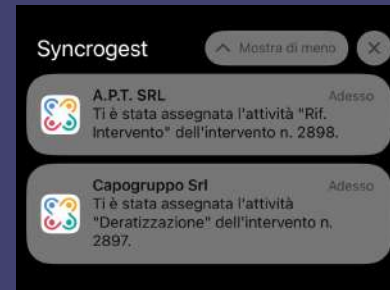 Syncrogest
Mostra di meno
A.P.T. SRL
Adesso
Ti è stata assegnata l'attività "Rif.
Intervento" dell'intervento n. 2898.
Capogruppo Srl
Adesso
Ti è stata assegnata l'attività
"Deratizzazione" dell'intervento n.
2897.